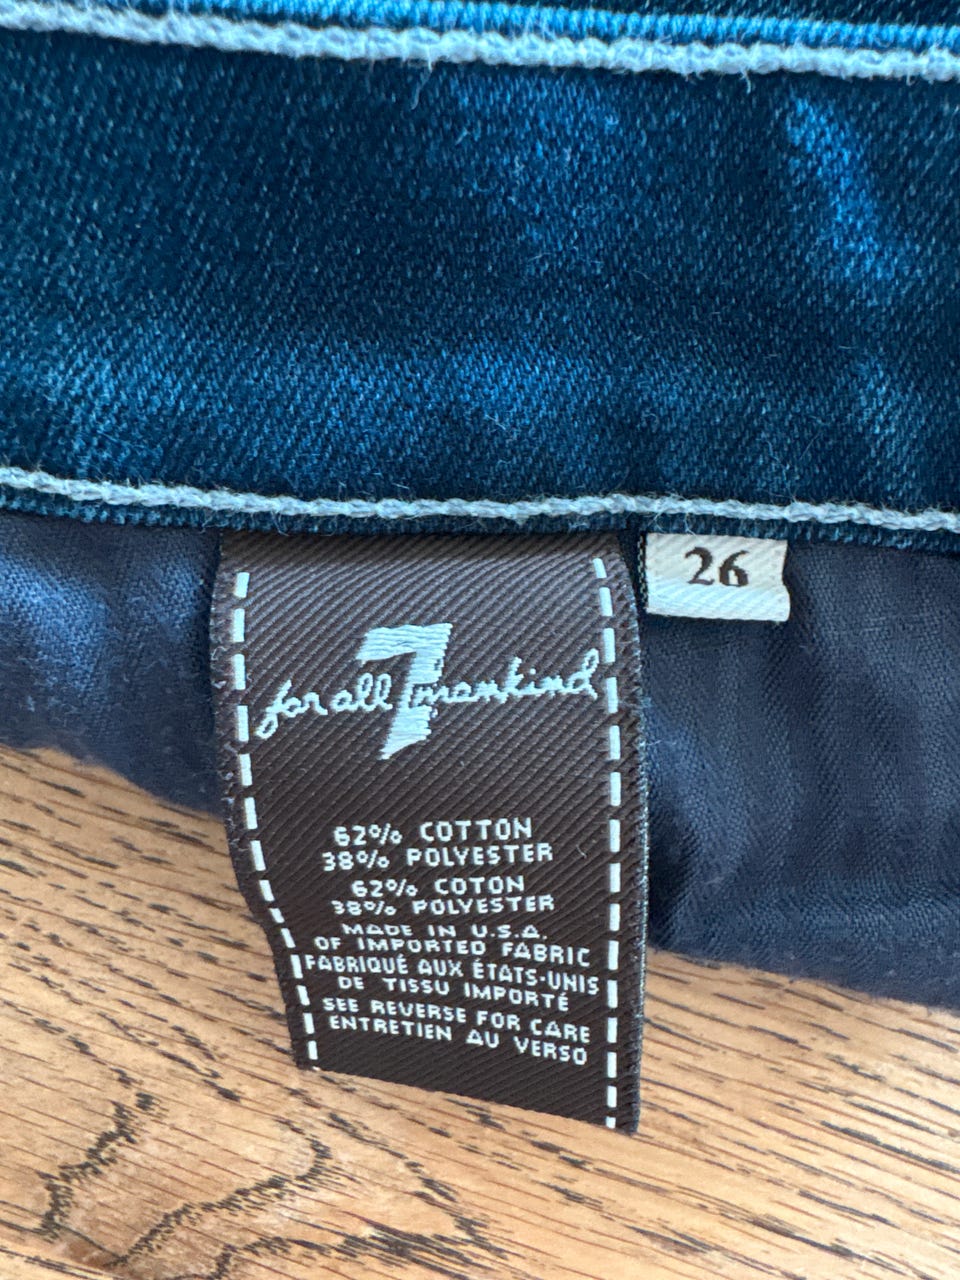 26
7
for all mankind
62% COTTON
38% POLYESTER
62% COTON
38% POLYESTER
MADE IN U.S.A.
OF IMPORTED FABRIC
FABRIQUÉ AUX ÉTATS-UNIS
DE TISSU IMPORTÉ
SEE REVERSE FOR CARE
ENTRETIEN AU VERSO